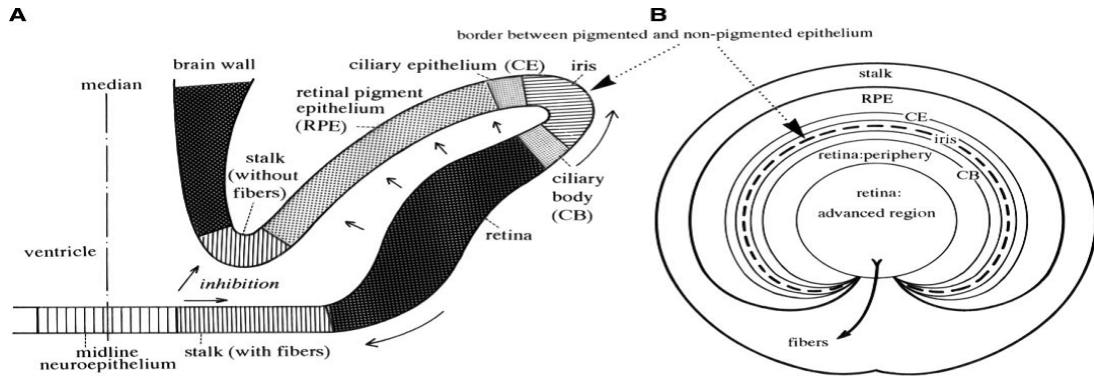 A
B
border between pigmented and non-pigmented epithelium
brain wall
ciliary epithelium (CE)
iris
median
retinal pigment
epithelium
(RPE)
stalk
(without
fibers)
ciliary
body
(CB)
retina
ventricle
inhibition
midline
neuroepithelium
stalk (with fibers)
stalk
RPE
CE
iris
retina:periphery
CB
retina:
advanced region
fibers